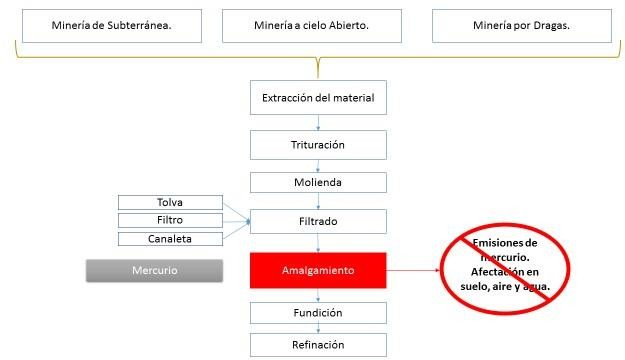 Minería de Subterránea.
Minería a cielo Abierto.
Minería por Dragas.
Extracción del material
Trituración
Molienda
Tolva
Filtro
Canaleta
Filtrado
Mercurio
Amalgamiento
Emisiones de
mercurio.
Afectación en
suelo, aire y agua.
Fundición
Refinación